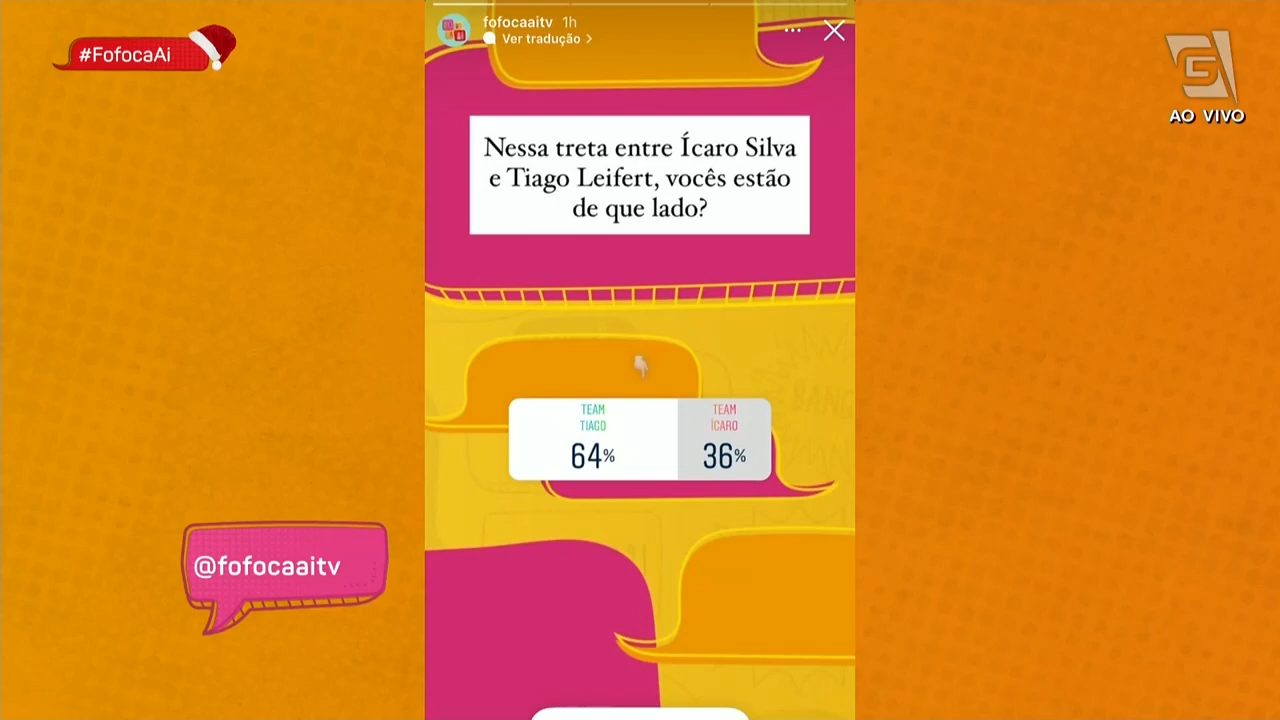 #FofocaAi
fofocaaitv 1h
Ver tradução >
AO VIVO
Nessa treta entre Ícaro Silva
e Tiago Leifert, vocês estão
de que lado?
TEAM
TIAGO
64%
TEAM
ÍCARO
36%
@fofocaaitv